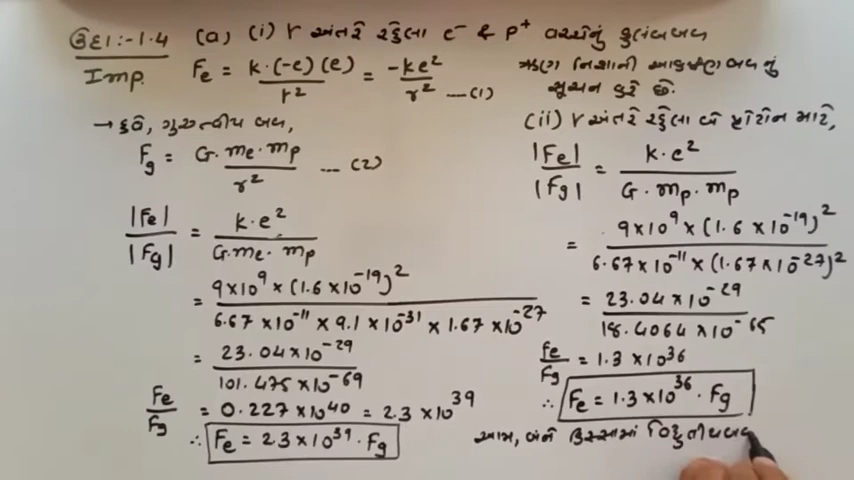 ઉદા:-1.4 (a) (i) r અંતરે રહેલા e⁻ & p⁺ વચ્ચેનું કુલંબબળ
Imp.
Fe = k·(-e)(e)/r² = -ke²/r² ---(1)
ઋણ નિશાની આકર્ષણ બળનું
સૂચન કરે છે.
→ હવે, ગુરુત્વીય બળ,
Fg = G·me·mp/r² --- (2)
|Fe|/|Fg| = k·e²/G·me·mp
= 9×10⁹ × (1.6 ×10⁻¹⁹)²/6.67 ×10⁻¹¹ × 9.1 ×10⁻³¹ × 1.67 ×10⁻²⁷
= 23.04×10⁻²⁹/101.475×10⁻⁶⁹
Fe/Fg = 0.227×10⁴⁰ = 2.3 ×10³⁹
∴ Fe = 2.3×10³⁹ · Fg
(ii) r અંતરે રહેલા બે પ્રોટોન માટે,
|Fe|/|Fg| = k·e²/G·mp·mp
= 9×10⁹ × (1.6 ×10⁻¹⁹)²/6.67×10⁻¹¹ × (1.67×10⁻²⁷)²
= 23.04×10⁻²⁹/18.6064×10⁻⁶⁵
Fe/Fg = 1.3×10³⁶
∴ Fe = 1.3×10³⁶ · Fg
આમ, બંને કિસ્સામાં વિદ્યુતીયબળ